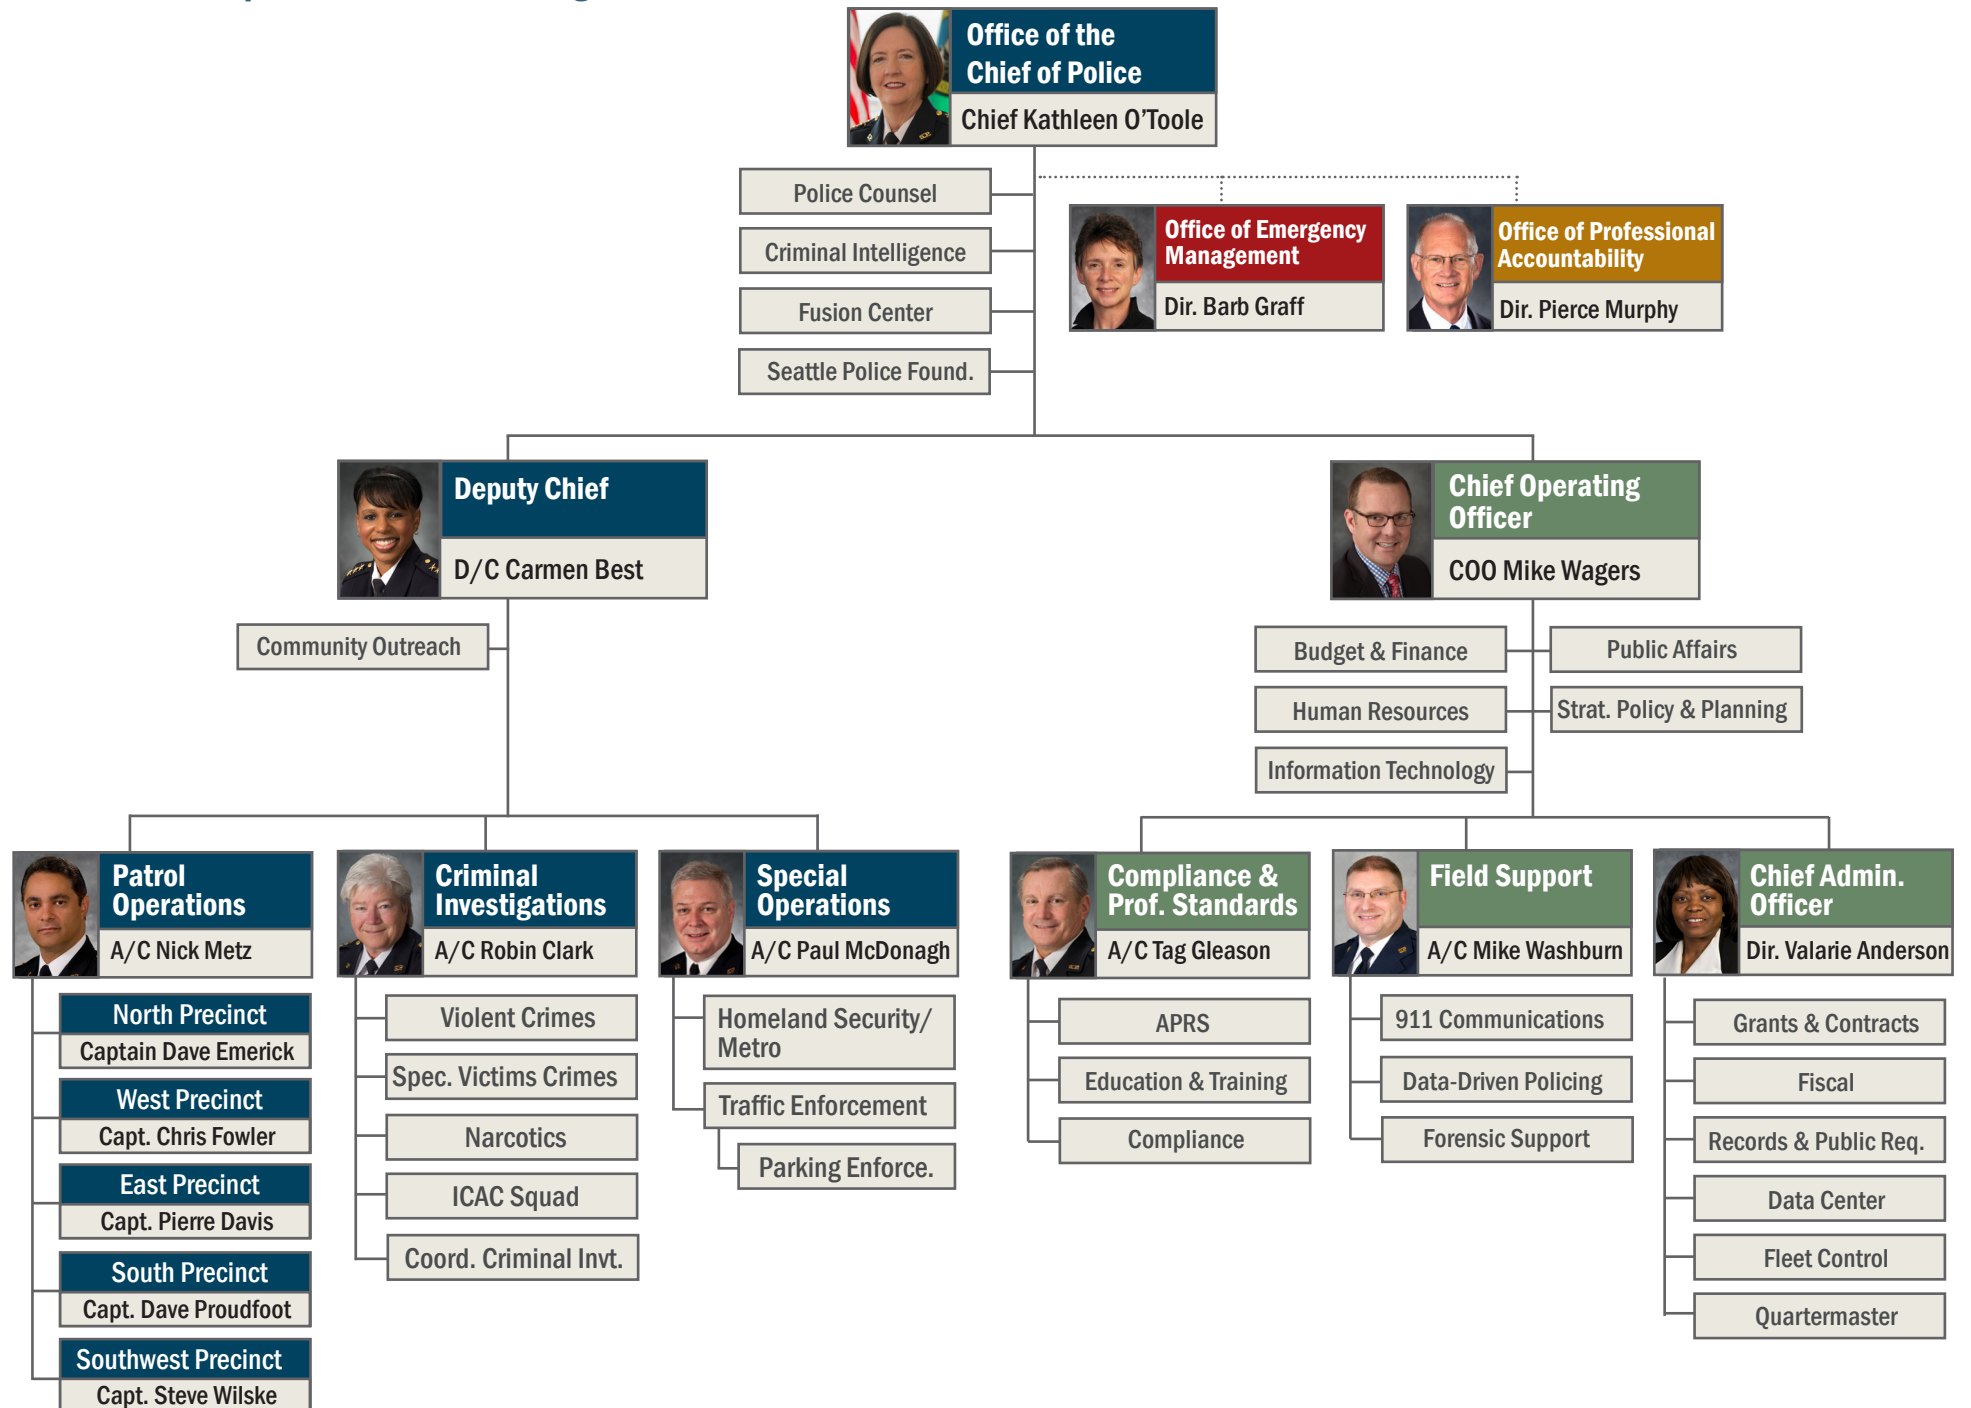 Office of the
Chief of Police
Chief Kathleen O'Toole
Police Counsel
Criminal Intelligence
Fusion Center
Seattle Police Found.
Office of Emergency
Management
Dir. Barb Graff
Office of Professional
Accountability
Dir. Pierce Murphy
Deputy Chief
D/C Carmen Best
Community Outreach
Chief Operating
Officer
COO Mike Wagers
Budget & Finance
Public Affairs
Human Resources
Strat. Policy & Planning
Information Technology
Patrol
Operations
A/C Nick Metz
North Precinct
Captain Dave Emerick
West Precinct
Capt. Chris Fowler
East Precinct
Capt. Pierre Davis
South Precinct
Capt. Dave Proudfoot
Southwest Precinct
Capt. Steve Wilske
Criminal
Investigations
A/C Robin Clark
Violent Crimes
Spec. Victims Crimes
Narcotics
ICAC Squad
Coord. Criminal Invt.
Special
Operations
A/C Paul McDonagh
Homeland Security/
Metro
Traffic Enforcement
Parking Enforce.
Compliance &
Prof. Standards
A/C Tag Gleason
APRS
Education & Training
Compliance
Field Support
A/C Mike Washburn
911 Communications
Data-Driven Policing
Forensic Support
Chief Admin.
Officer
Dir. Valarie Anderson
Grants & Contracts
Fiscal
Records & Public Req.
Data Center
Fleet Control
Quartermaster